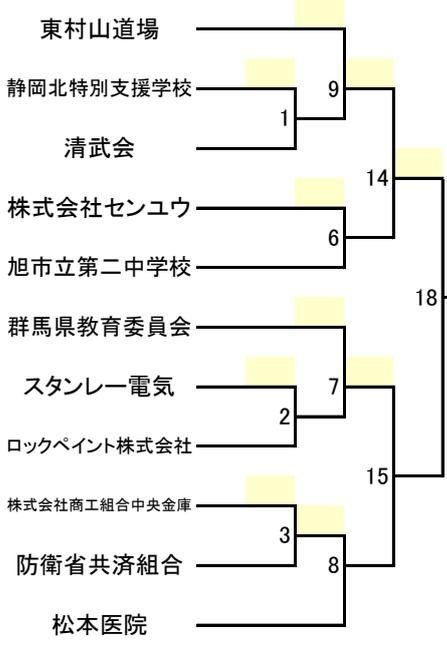 東村山道場
静岡北特別支援学校
9
1
清武会
14
株式会社センユウ
6
旭市立第二中学校
18
群馬県教育委員会
スタンレー電気
7
2
ロックペイント株式会社
15
株式会社商工組合中央金庫
3
防衛省共済組合
8
松本医院